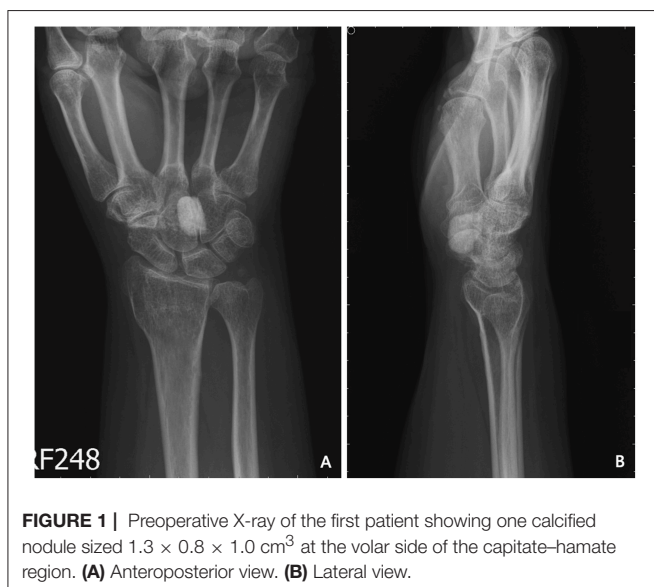 RF248
A
B
FIGURE 1 | Preoperative X-ray of the first patient showing one calcified
nodule sized 1.3 × 0.8 × 1.0 cm³ at the volar side of the capitate–hamate
region. (A) Anteroposterior view. (B) Lateral view.